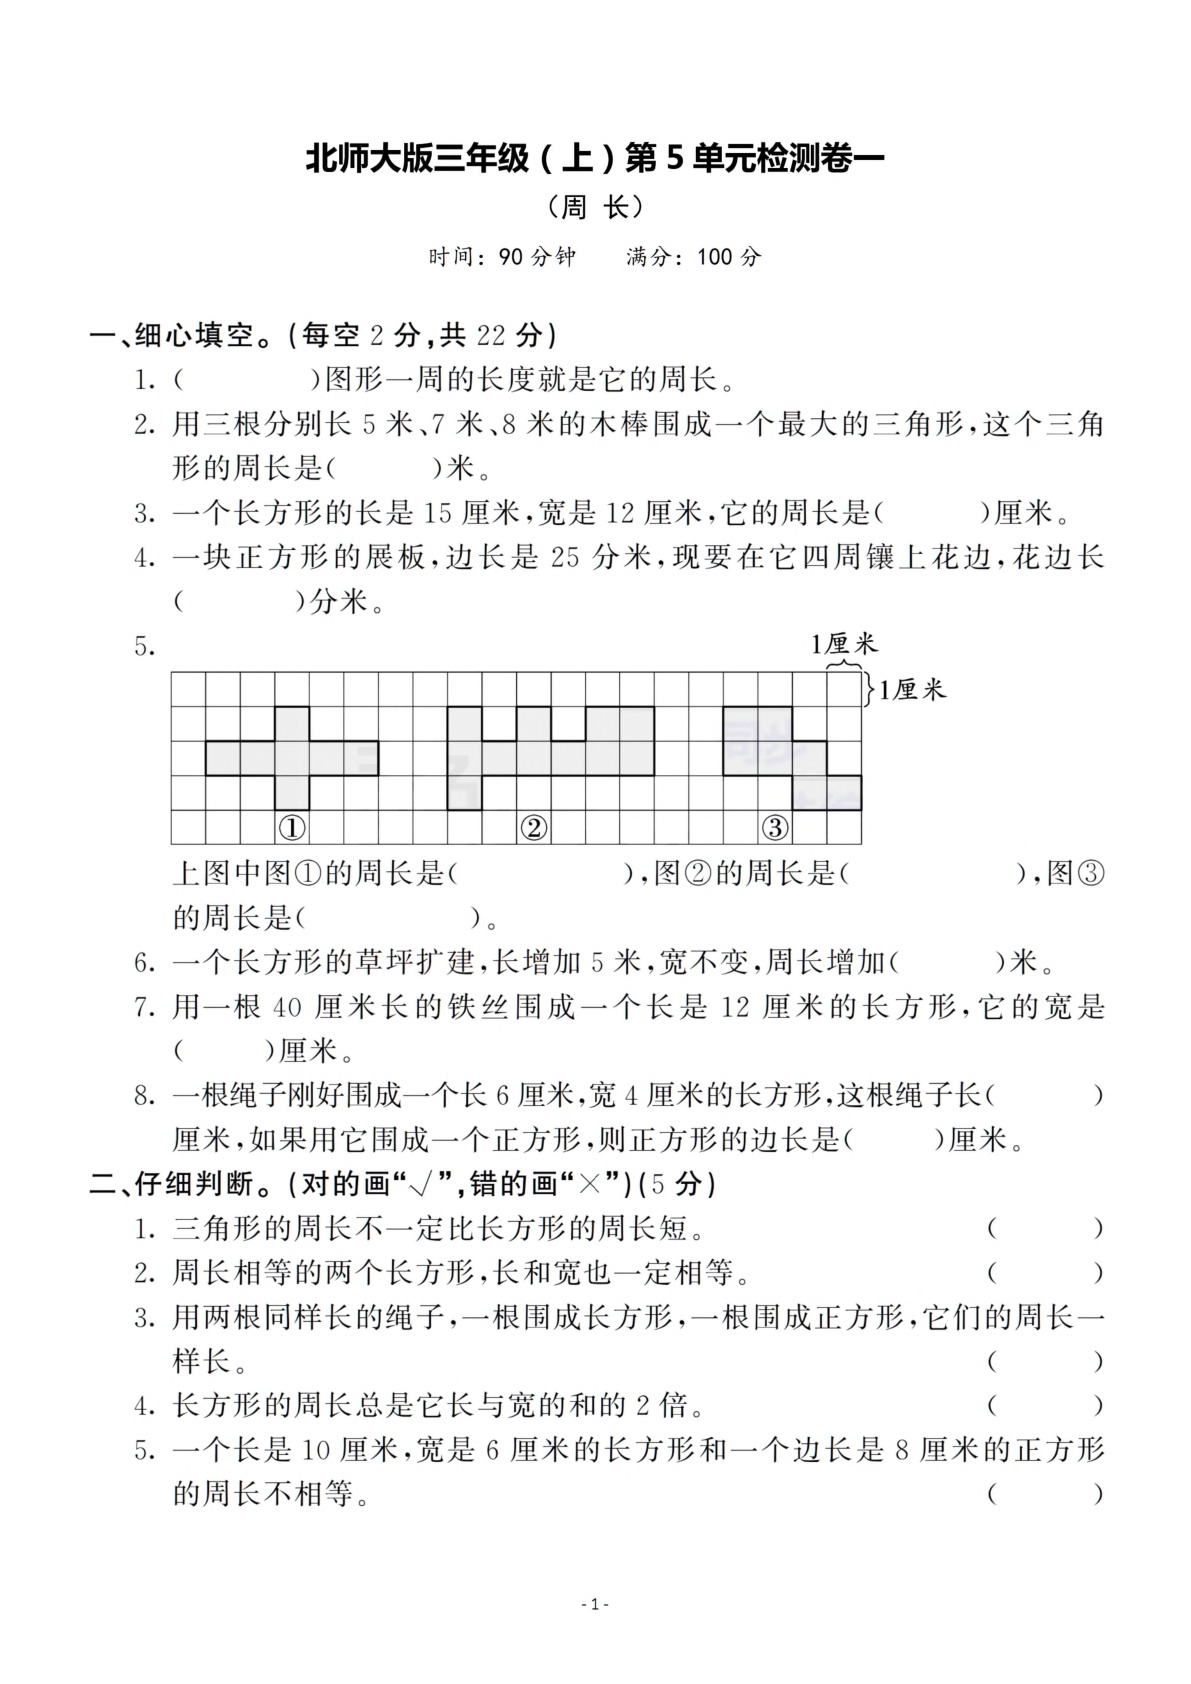 北师大版三年级(上)第5单元检测卷一
(周 长)
时间：90分钟 满分：100分
一、细心填空。(每空2分,共22分)
1. ( )图形一周的长度就是它的周长。
2. 用三根分别长5米、7米、8米的木棒围成一个最大的三角形,这个三角
形的周长是( )米。
3. 一个长方形的长是15厘米,宽是12厘米,它的周长是( )厘米。
4. 一块正方形的展板,边长是25分米,现要在它四周镶上花边,花边长
( )分米。
5.
1厘米
1厘米
同步
① ② ③
上图中图①的周长是( ),图②的周长是( ),图③
的周长是( )。
6. 一个长方形的草坪扩建,长增加5米,宽不变,周长增加( )米。
7. 用一根40厘米长的铁丝围成一个长是12厘米的长方形,它的宽是
( )厘米。
8. 一根绳子刚好围成一个长6厘米,宽4厘米的长方形,这根绳子长( )
厘米,如果用它围成一个正方形,则正方形的边长是( )厘米。
二、仔细判断。(对的画“√”,错的画“×”)(5分)
1. 三角形的周长不一定比长方形的周长短。 ( )
2. 周长相等的两个长方形,长和宽也一定相等。 ( )
3. 用两根同样长的绳子,一根围成长方形,一根围成正方形,它们的周长一
样长。 ( )
4. 长方形的周长总是它长与宽的和的2倍。 ( )
5. 一个长是10厘米,宽是6厘米的长方形和一个边长是8厘米的正方形
的周长不相等。 ( )
- 1 -